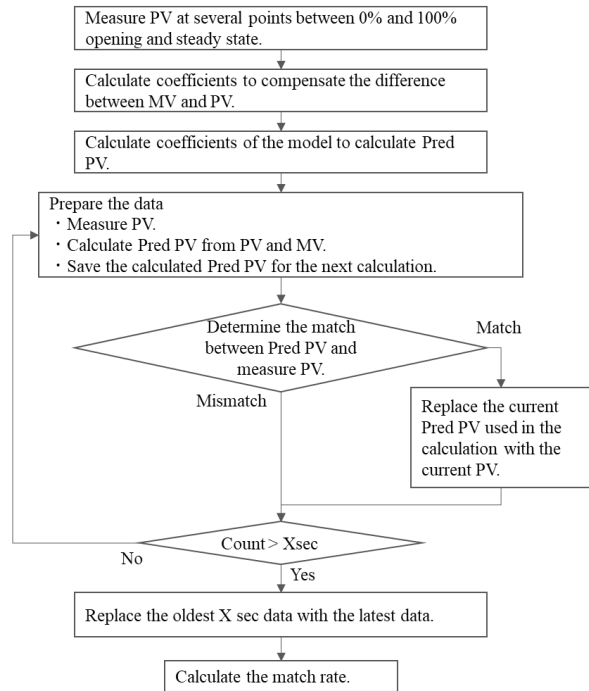 Measure PV at several points between 0% and 100%
opening and steady state.
Calculate coefficients to compensate the difference
between MV and PV.
Calculate coefficients of the model to calculate Pred
PV.
Prepare the data
・Measure PV.
・Calculate Pred PV from PV and MV.
・Save the calculated Pred PV for the next calculation.
Determine the match
between Pred PV and
measure PV.
Match
Mismatch
Replace the current
Pred PV used in the
calculation with the
current PV.
Count > Xsec
No
Yes
Replace the oldest X sec data with the latest data.
Calculate the match rate.